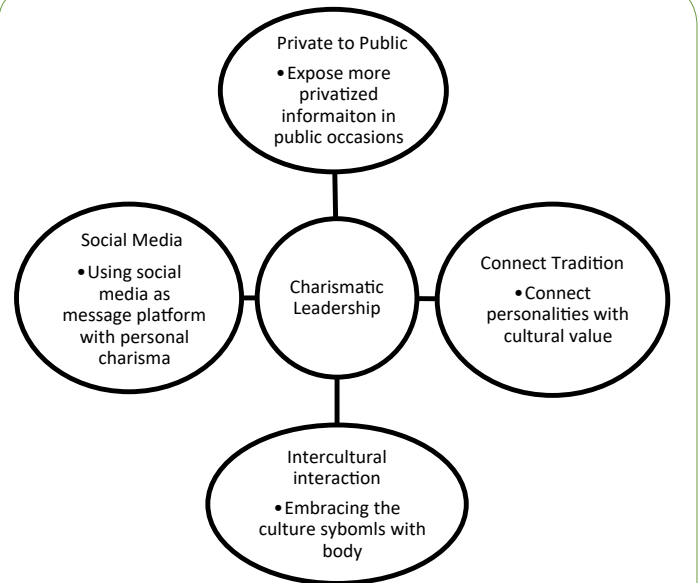 Private to Public
•Expose more
privatized
informaiton in
public occasions
Social Media
•Using social
media as
message platform
with personal
charisma
Charismatic
Leadership
Connect Tradition
•Connect
personalities with
cultural value
Intercultural
interaction
•Embracing the
culture sybomls with
body